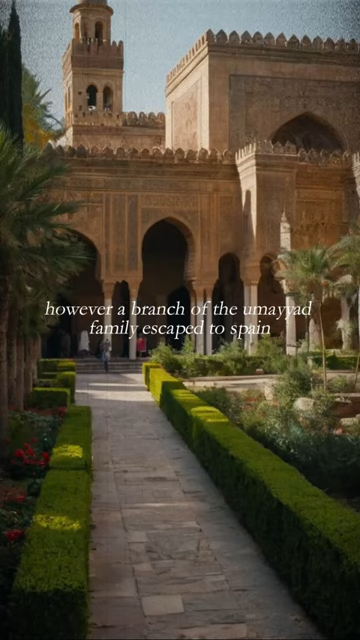 however a branch of the umayyad
family escaped to spain